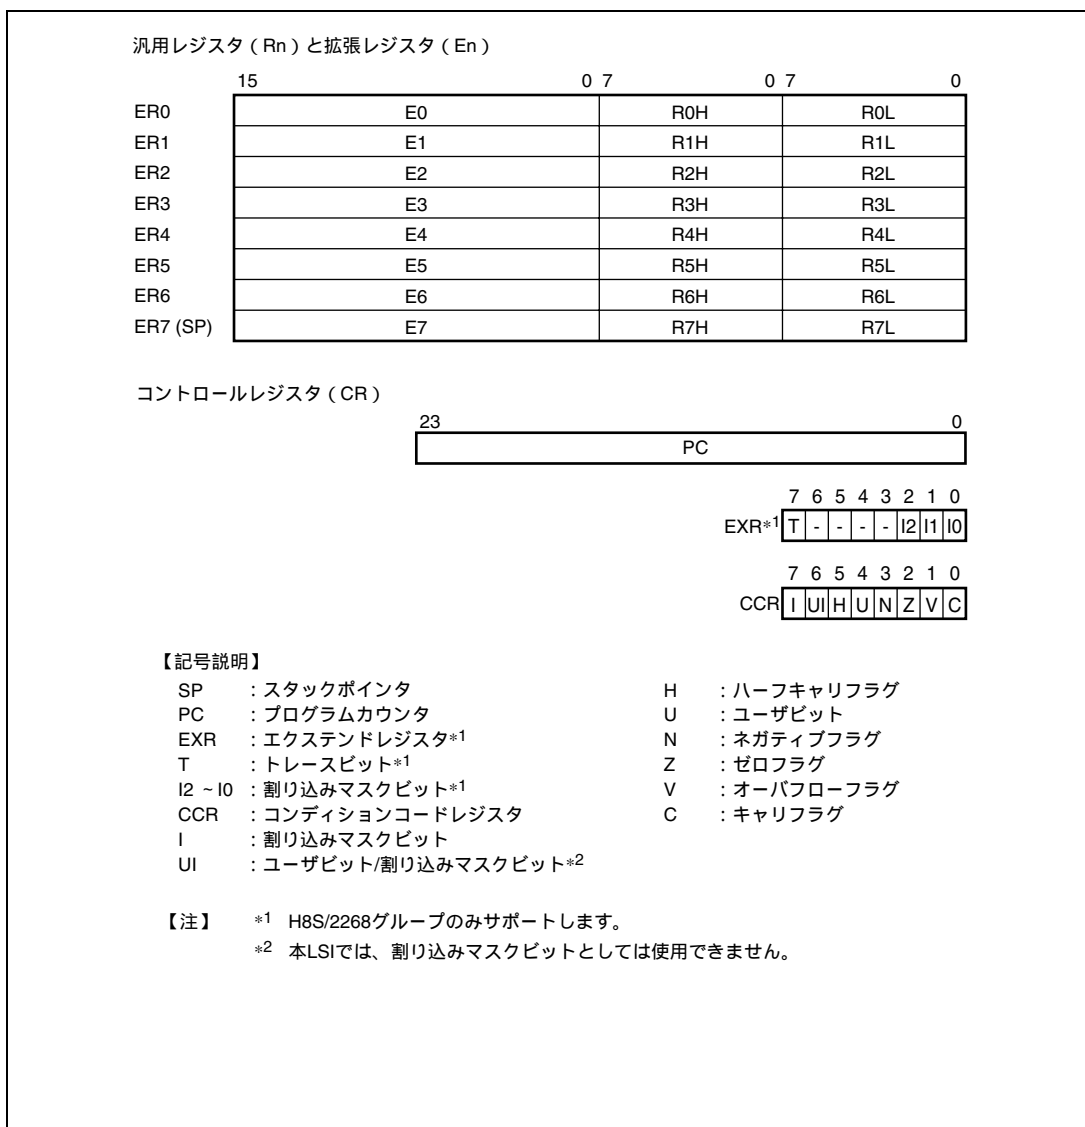 汎用レジスタ ( Rn ) と拡張レジスタ ( En )
15 0 7 0 7 0
ER0 E0 R0H R0L
ER1 E1 R1H R1L
ER2 E2 R2H R2L
ER3 E3 R3H R3L
ER4 E4 R4H R4L
ER5 E5 R5H R5L
ER6 E6 R6H R6L
ER7 (SP) E7 R7H R7L
コントロールレジスタ ( CR )
23 0
PC
7 6 5 4 3 2 1 0
EXR*1 T - - - - I2 I1 I0
7 6 5 4 3 2 1 0
CCR I UI H U N Z V C
【記号説明】
SP : スタックポインタ
PC : プログラムカウンタ
EXR : エクステンドレジスタ*1
T : トレースビット*1
I2 ~ I0 : 割り込みマスクビット*1
CCR : コンディションコードレジスタ
I : 割り込みマスクビット
UI : ユーザビット/割り込みマスクビット*2
H : ハーフキャリフラグ
U : ユーザビット
N : ネガティブフラグ
Z : ゼロフラグ
V : オーバフローフラグ
C : キャリフラグ
【注】 *1 H8S/2268グループのみサポートします。
*2 本LSIでは、割り込みマスクビットとしては使用できません。